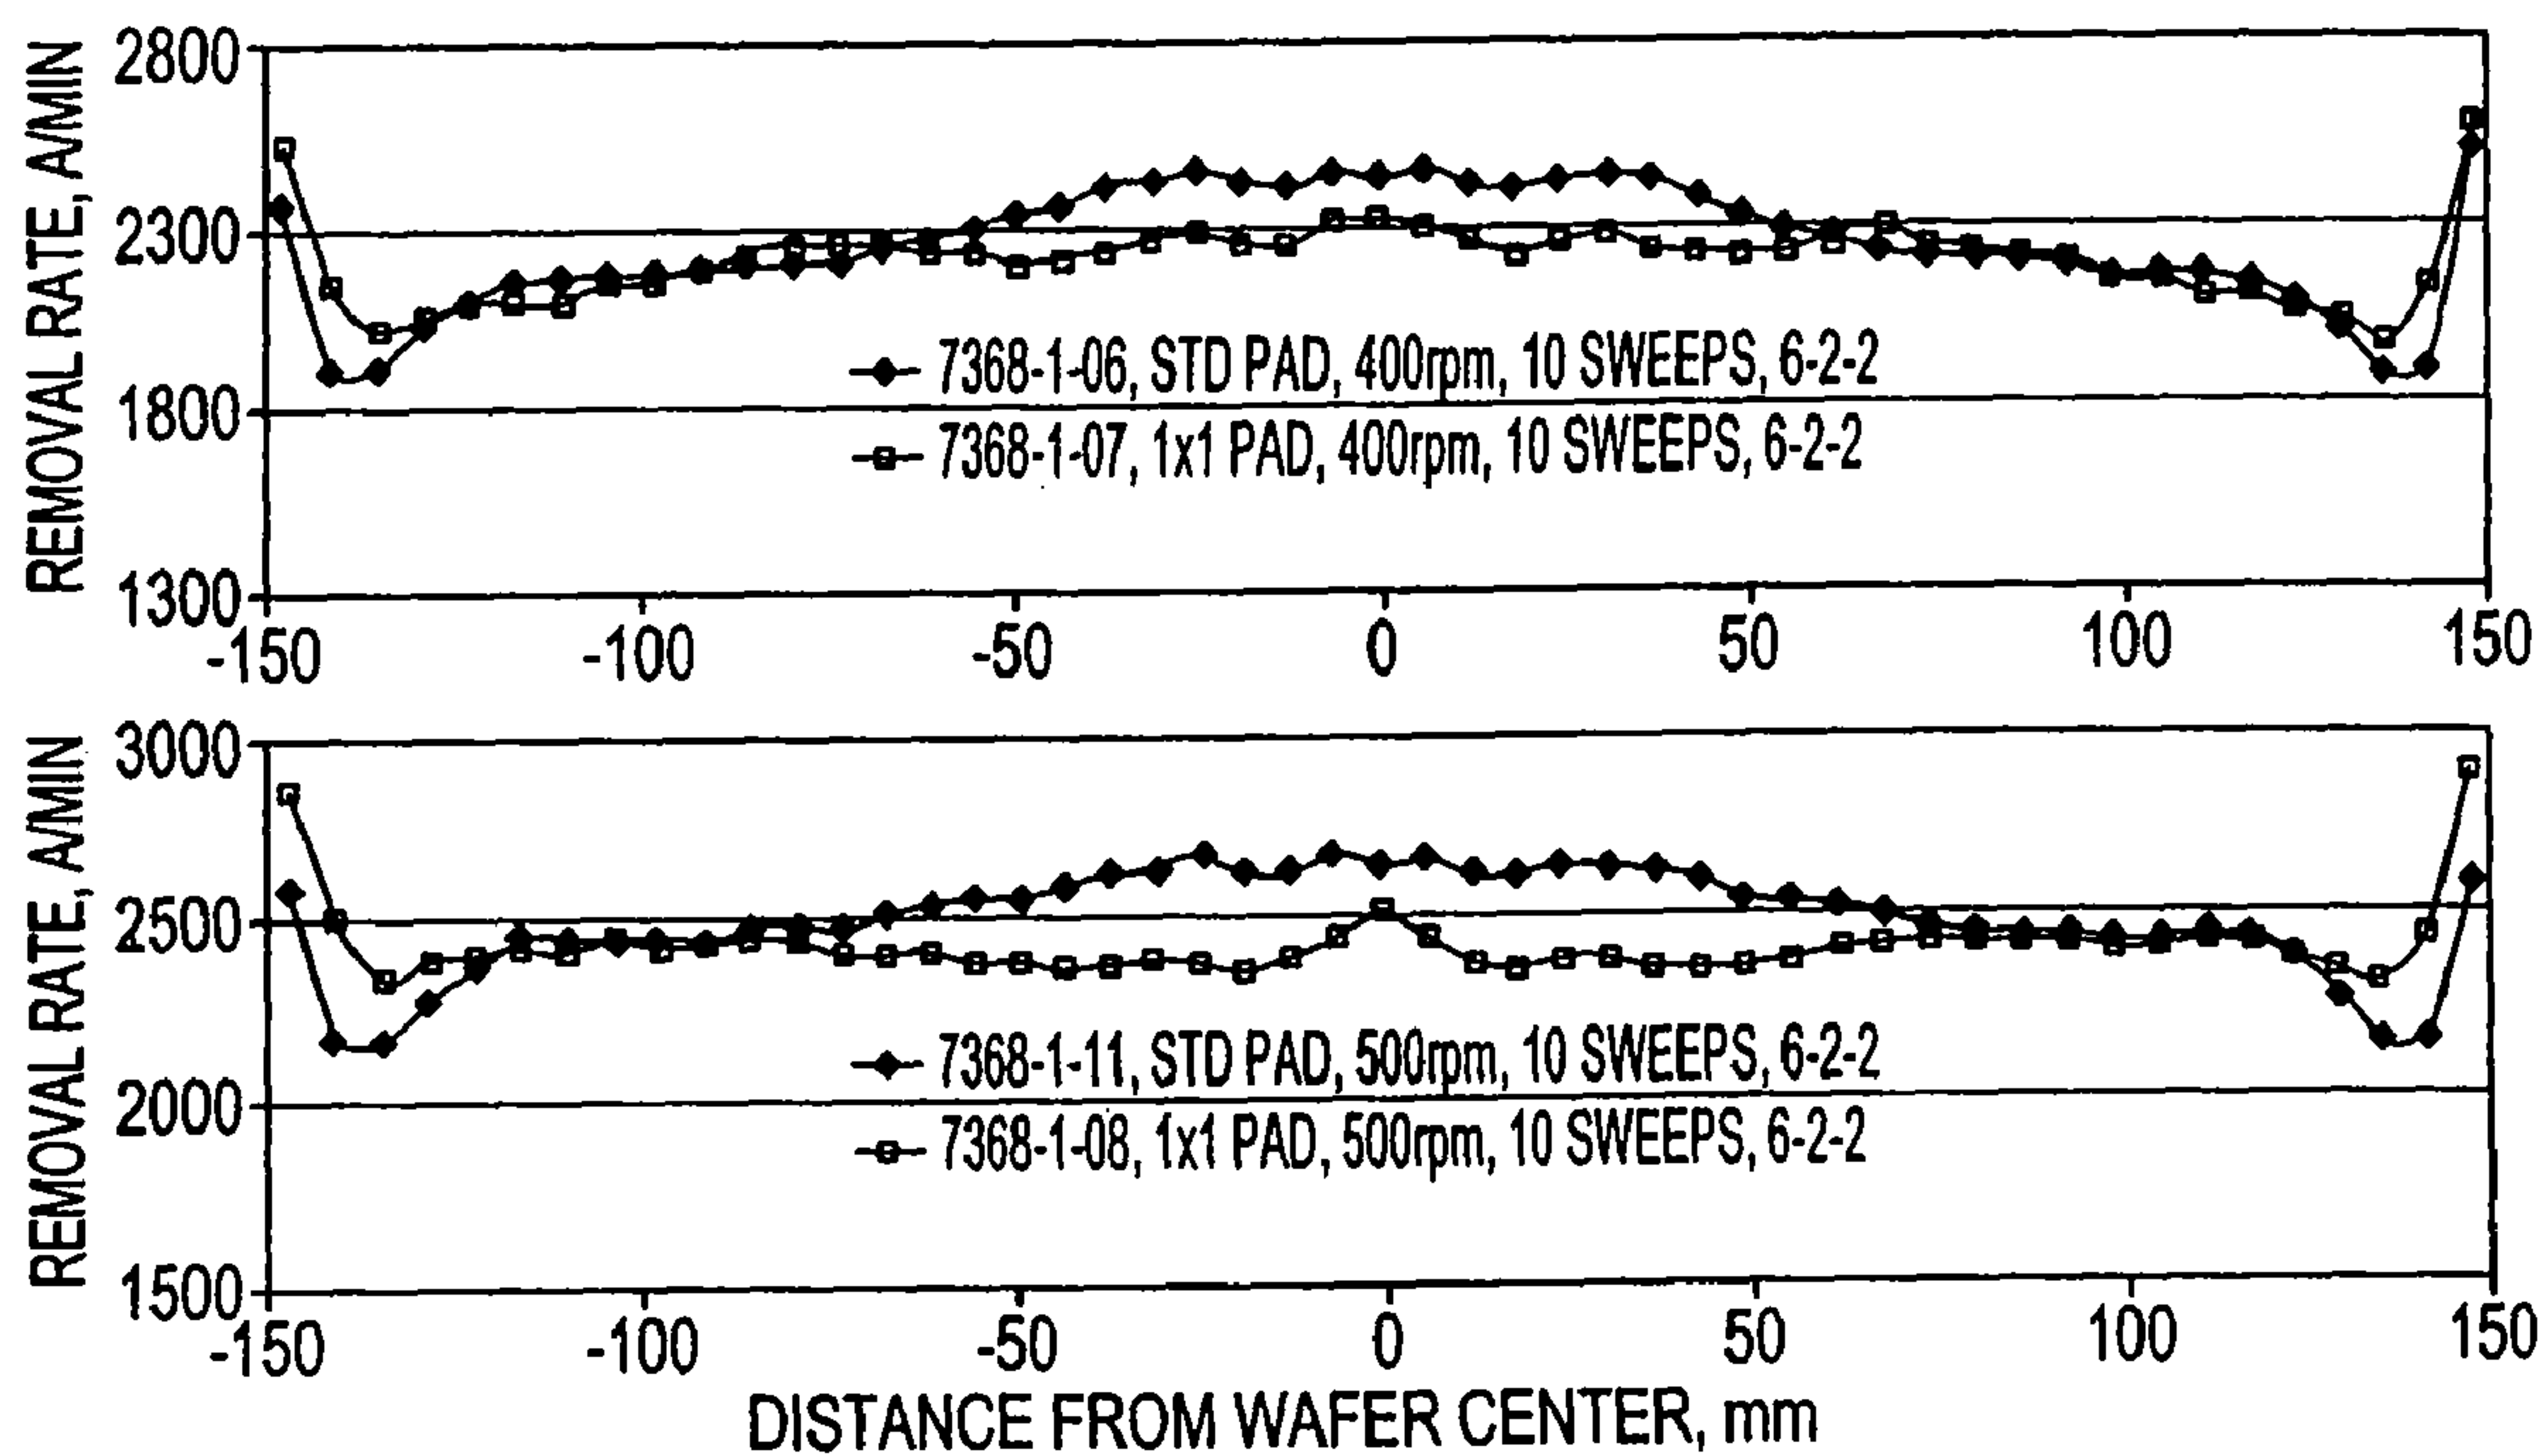 REMOVAL RATE, A/MIN
2800
2300
1800
1300
7368-1-06, STD PAD, 400rpm, 10 SWEEPS, 6-2-2
7368-1-07, 1x1 PAD, 400rpm, 10 SWEEPS, 6-2-2
-150 -100 -50 0 50 100 150
REMOVAL RATE, A/MIN
3000
2500
2000
1500
7368-1-11, STD PAD, 500rpm, 10 SWEEPS, 6-2-2
7368-1-08, 1x1 PAD, 500rpm, 10 SWEEPS, 6-2-2
-150 -100 -50 0 50 100 150
DISTANCE FROM WAFER CENTER, mm